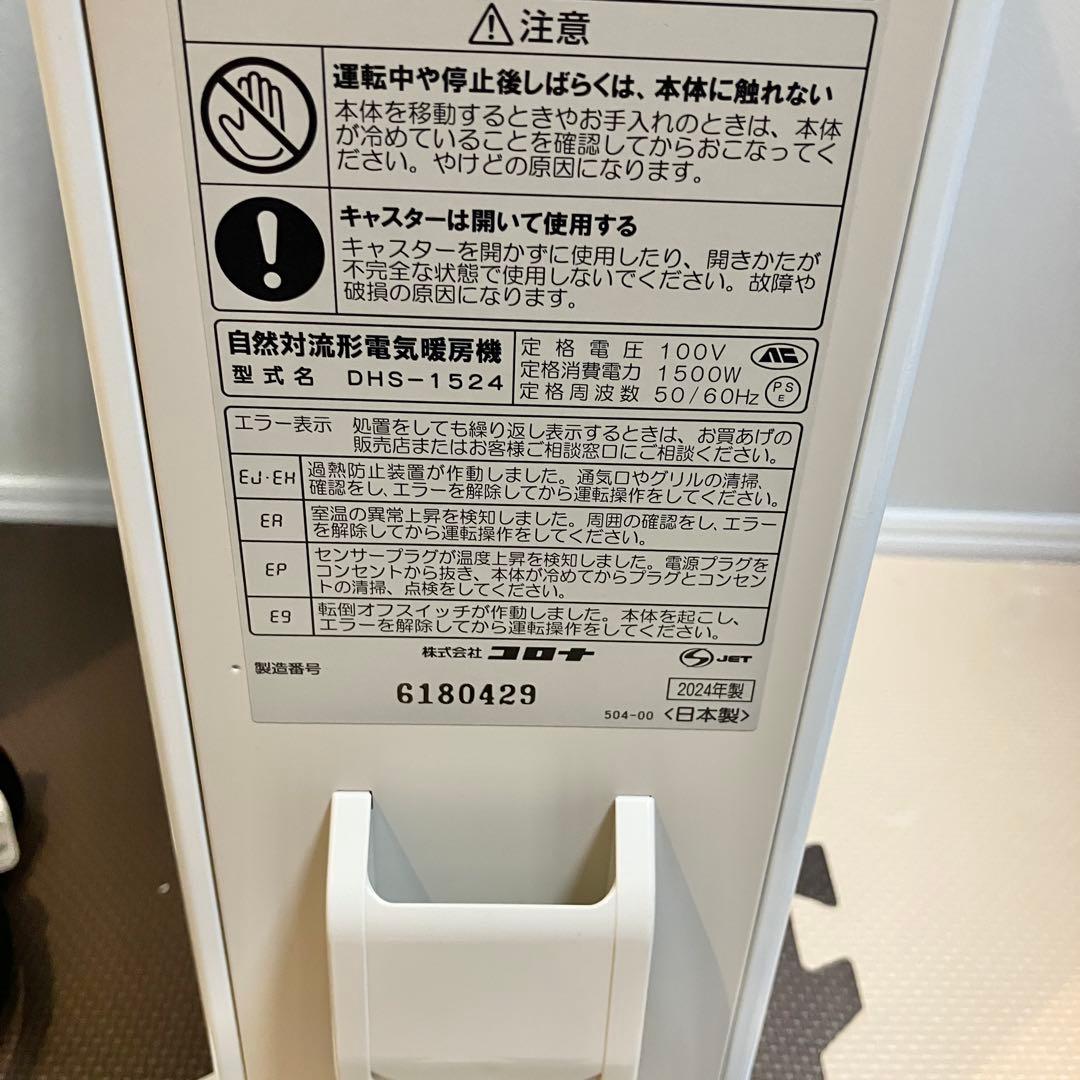 注意
運転中や停止後しばらくは、本体に触れない
本体を移動するときやお手入れのときは、本体
が冷めていることを確認してからおこなってく
ださい。やけどの原因になります。
キャスターは開いて使用する
キャスターを開かずに使用したり、開きかたが
不完全な状態で使用しないでください。故障や
破損の原因になります。
自然対流形電気暖房機
型式名 DHS-1524
定格電圧 100V
定格消費電力 1500W
定格周波数 50/60Hz
PSE
エラー表示 処置をしても繰り返し表示するときは、お買あげの
販売店またはお客様ご相談窓口にご相談ください。
EJ・EH 過熱防止装置が作動しました。通気口やグリルの清掃、
確認をし、エラーを解除してから運転操作をしてください。
EA 室温の異常上昇を検知しました。周囲の確認をし、エラー
を解除してから運転操作をしてください。
EP センサープラグが温度上昇を検知しました。電源プラグを
コンセントから抜き、本体が冷めてからプラグとコンセン
トの清掃、点検をしてください。
E9 転倒オフスイッチが作動しました。本体を起こし、
エラーを解除してから運転操作をしてください。
株式会社 コロナ
JET
製造番号
6180429
2024年製
504-00 <日本製>